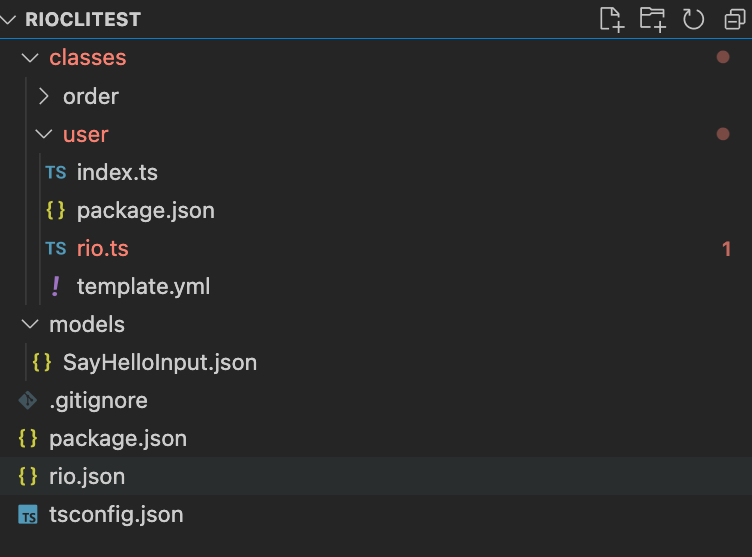 RIOCLITEST
classes
order
user
TS index.ts
{} package.json
TS rio.ts 1
! template.yml
models
{} SayHelloInput.json
.gitignore
{} package.json
{} rio.json
TS tsconfig.json